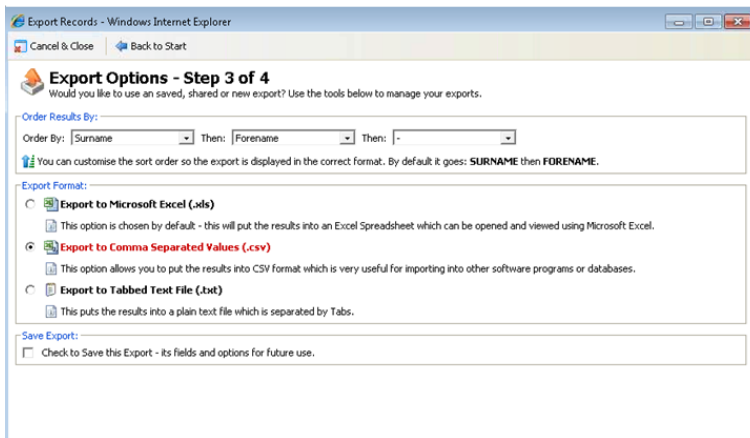 Export Records - Windows Internet Explorer
Cancel & Close Back to Start
Export Options - Step 3 of 4
Would you like to use an saved, shared or new export? Use the tools below to manage your exports.
Order Results By:
Order By: Surname Then: Forename Then: -
You can customise the sort order so the export is displayed in the correct format. By default it goes: SURNAME then FORENAME.
Export Format:
Export to Microsoft Excel (.xls)
This option is chosen by default - this will put the results into an Excel Spreadsheet which can be opened and viewed using Microsoft Excel.
Export to Comma Separated Values (.csv)
This option allows you to put the results into CSV format which is very useful for importing into other software programs or databases.
Export to Tabbed Text File (.txt)
This puts the results into a plain text file which is separated by Tabs.
Save Export:
Check to Save this Export - its fields and options for future use.